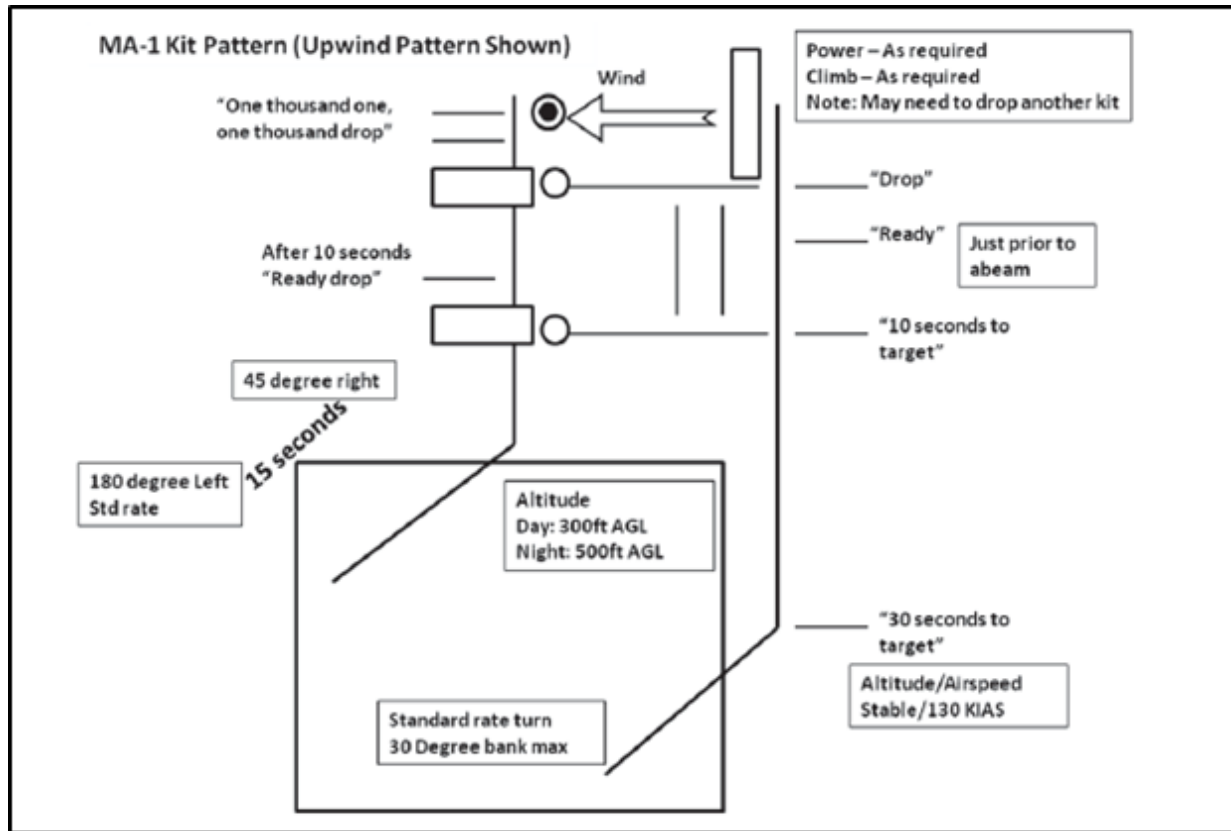 MA-1 Kit Pattern (Upwind Pattern Shown)
Power – As required
Climb – As required
Note: May need to drop another kit
Wind
“One thousand one,
one thousand drop”
“Drop”
“Ready”
Just prior to
abeam
After 10 seconds
“Ready drop”
“10 seconds to
target”
45 degree right
15 seconds
180 degree Left
Std rate
Altitude
Day: 300ft AGL
Night: 500ft AGL
“30 seconds to
target”
Altitude/Airspeed
Stable/130 KIAS
Standard rate turn
30 Degree bank max